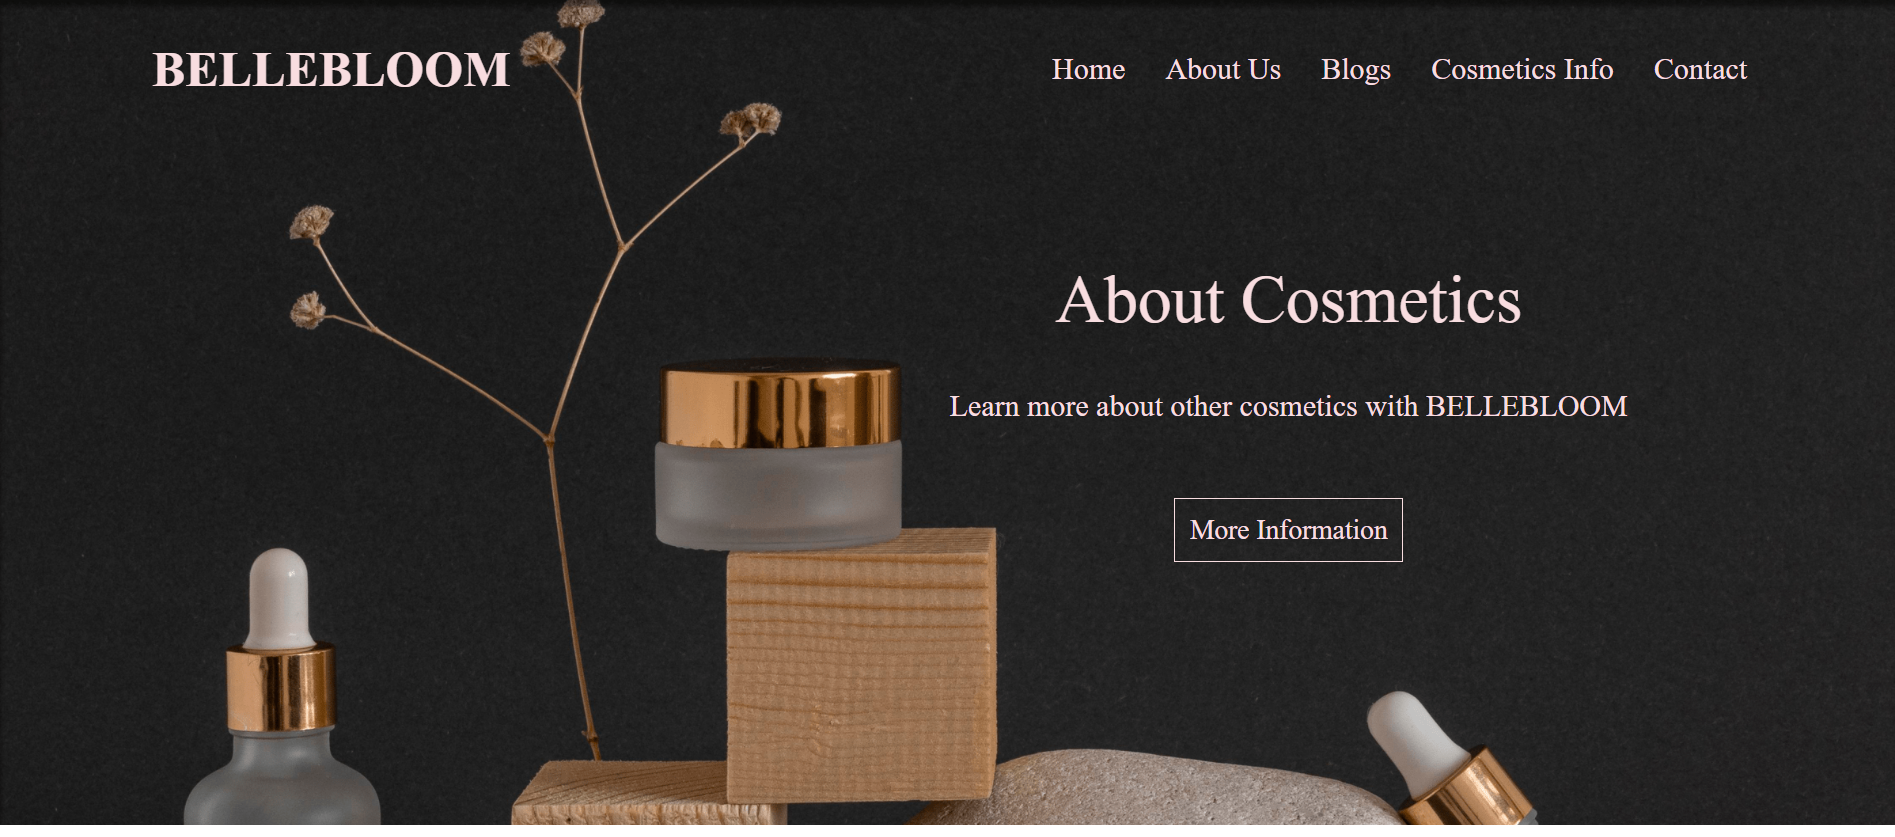 BELLEBLOOM
Home About Us Blogs Cosmetics Info Contact
About Cosmetics
Learn more about other cosmetics with BELLEBLOOM
More Information